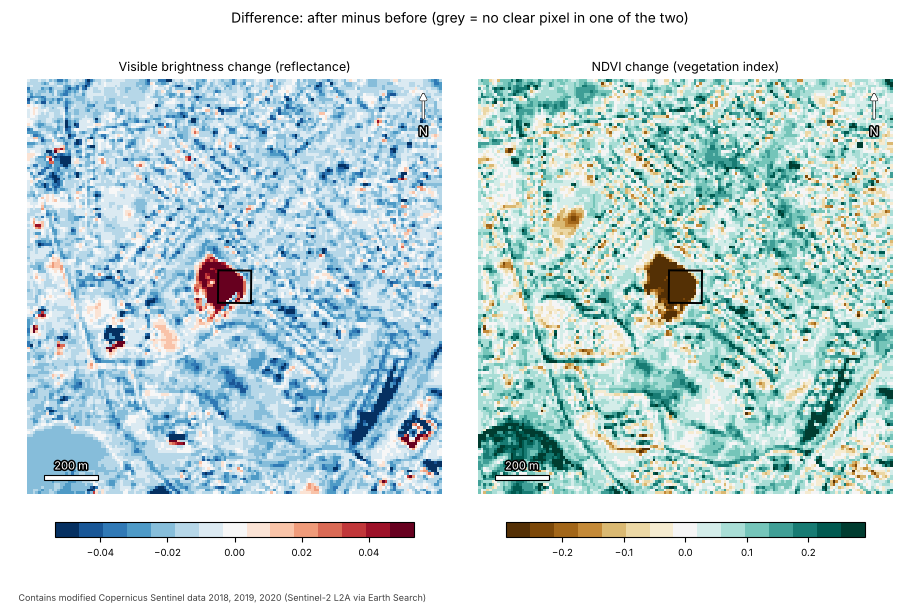 Difference: after minus before (grey = no clear pixel in one of the two)
Visible brightness change (reflectance)
NDVI change (vegetation index)
N
N
200 m
200 m
−0.04 −0.02 0.00 0.02 0.04
−0.2 −0.1 0.0 0.1 0.2
Contains modified Copernicus Sentinel data 2018, 2019, 2020 (Sentinel-2 L2A via Earth Search)